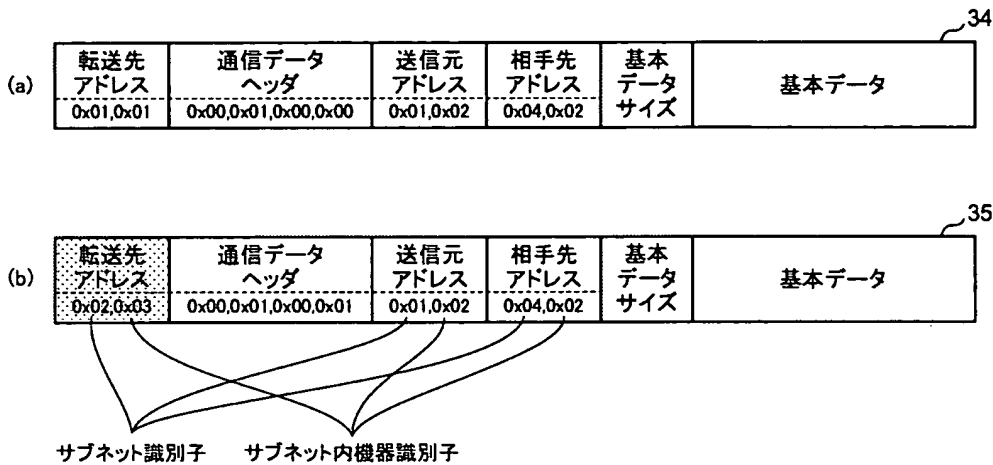 34
(a)
転送先
アドレス
0x01,0x01
通信データ
ヘッダ
0x00,0x01,0x00,0x00
送信元
アドレス
0x01,0x02
相手先
アドレス
0x04,0x02
基本
データ
サイズ
基本データ
35
(b)
転送先
アドレス
0x02,0x03
通信データ
ヘッダ
0x00,0x01,0x00,0x01
送信元
アドレス
0x01,0x02
相手先
アドレス
0x04,0x02
基本
データ
サイズ
基本データ
サブネット識別子
サブネット内機器識別子